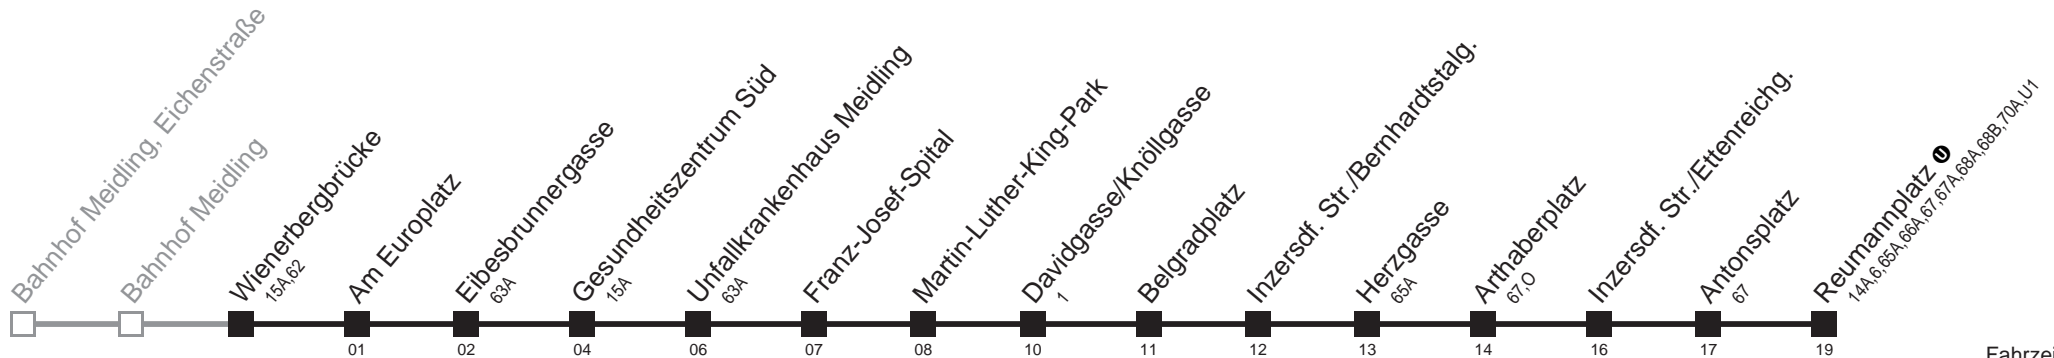 Bahnhof Meidling, Eichenstraße
Bahnhof Meidling
Wienerbergbrücke
15A,62
Am Europlatz
Eibesbrunnergasse
63A
Gesundheitszentrum Süd
15A
Unfallkrankenhaus Meidling
63A
Franz-Josef-Spital
Martin-Luther-King-Park
Davidgasse/Knöllgasse
1
Belgradplatz
Inzersdf. Str./Bernhardtstalg.
Herzgasse
65A
Arthaberplatz
67,O
Inzersdf. Str./Ettenreichg.
Antonsplatz
67
Reumannplatz U
14A,6,65A,66A,67,67A,68A,68B,70A,U1
01 02 04 06 07 08 10 11 12 13 14 16 17 19
Fahrzei